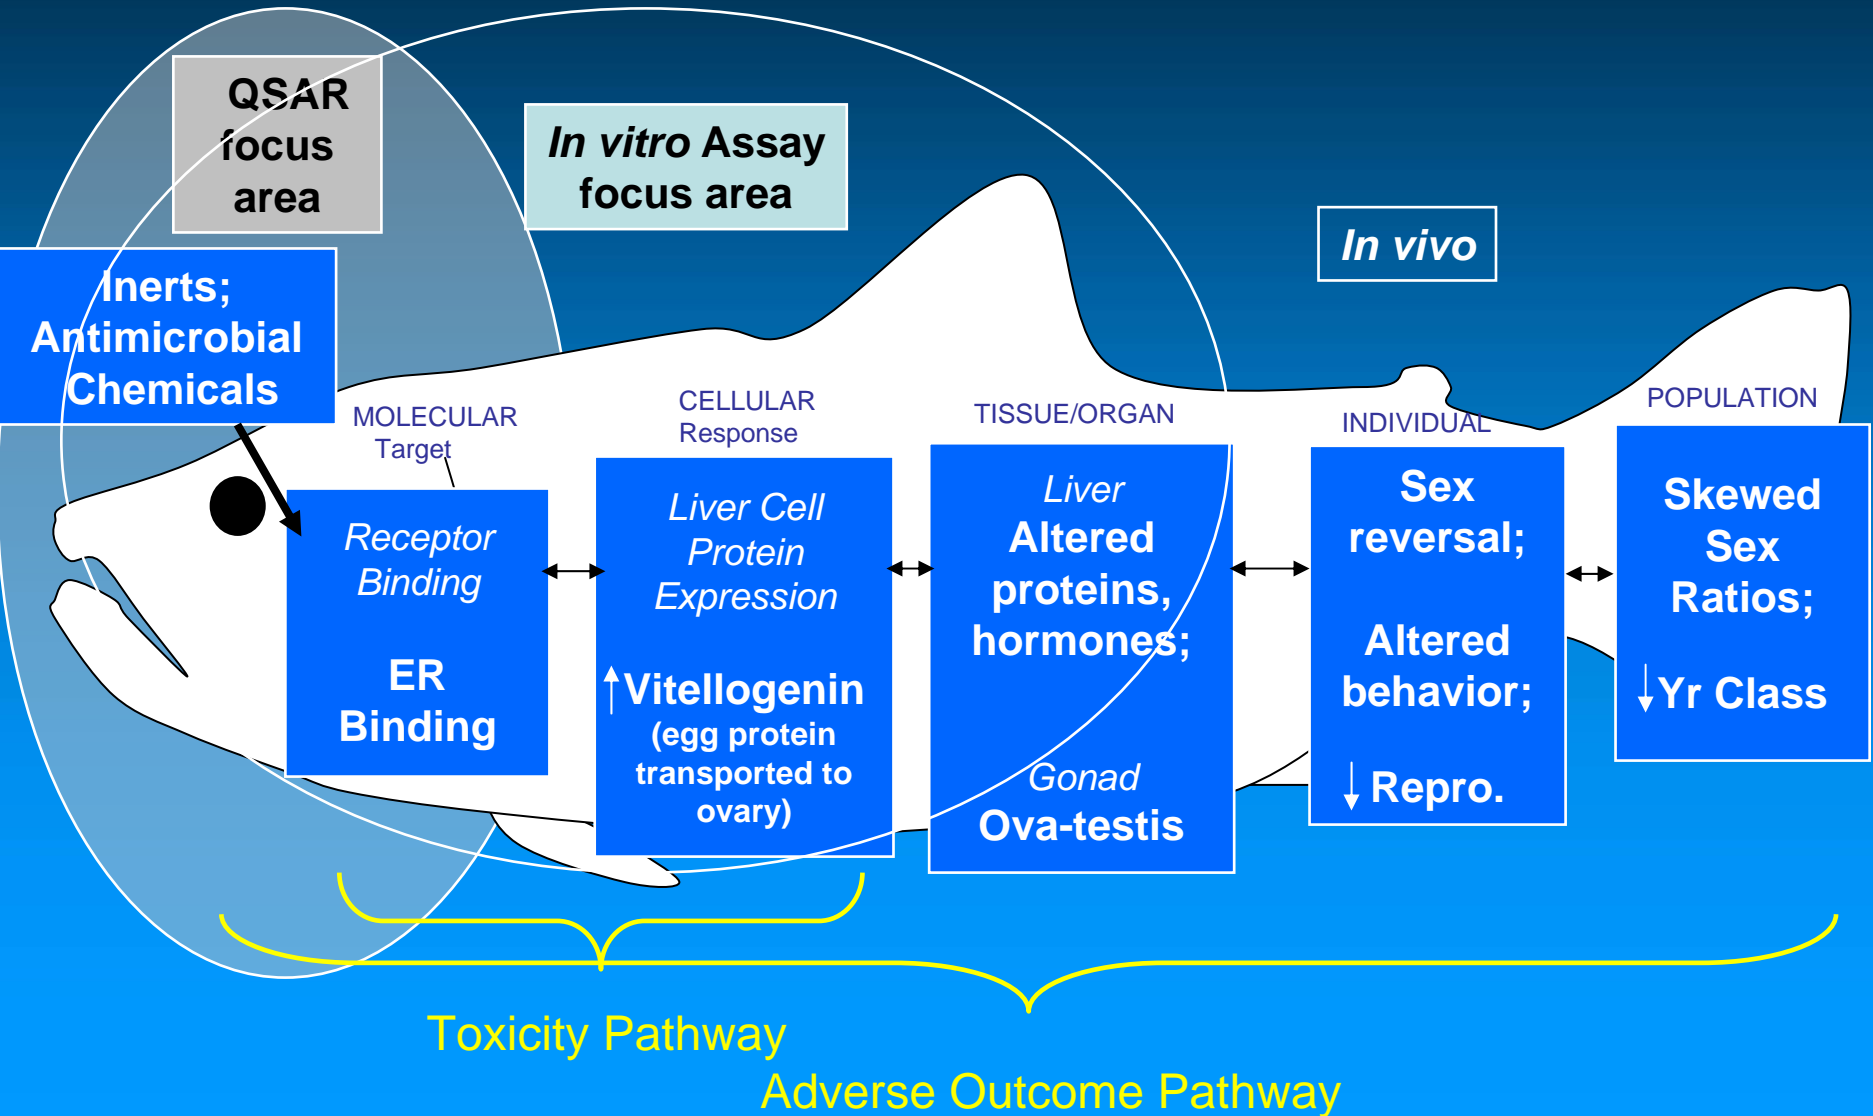 QSAR
focus
area
In vitro Assay
focus area
In vivo
Inerts;
Antimicrobial
Chemicals
MOLECULAR
Target
CELLULAR
Response
TISSUE/ORGAN
INDIVIDUAL
POPULATION
Receptor
Binding
ER
Binding
Liver Cell
Protein
Expression
↑Vitellogenin
(egg protein
transported to
ovary)
Liver
Altered
proteins,
hormones;
Gonad
Ova-testis
Sex
reversal;
Altered
behavior;
↓ Repro.
Skewed
Sex
Ratios;
↓Yr Class
Toxicity Pathway
Adverse Outcome Pathway